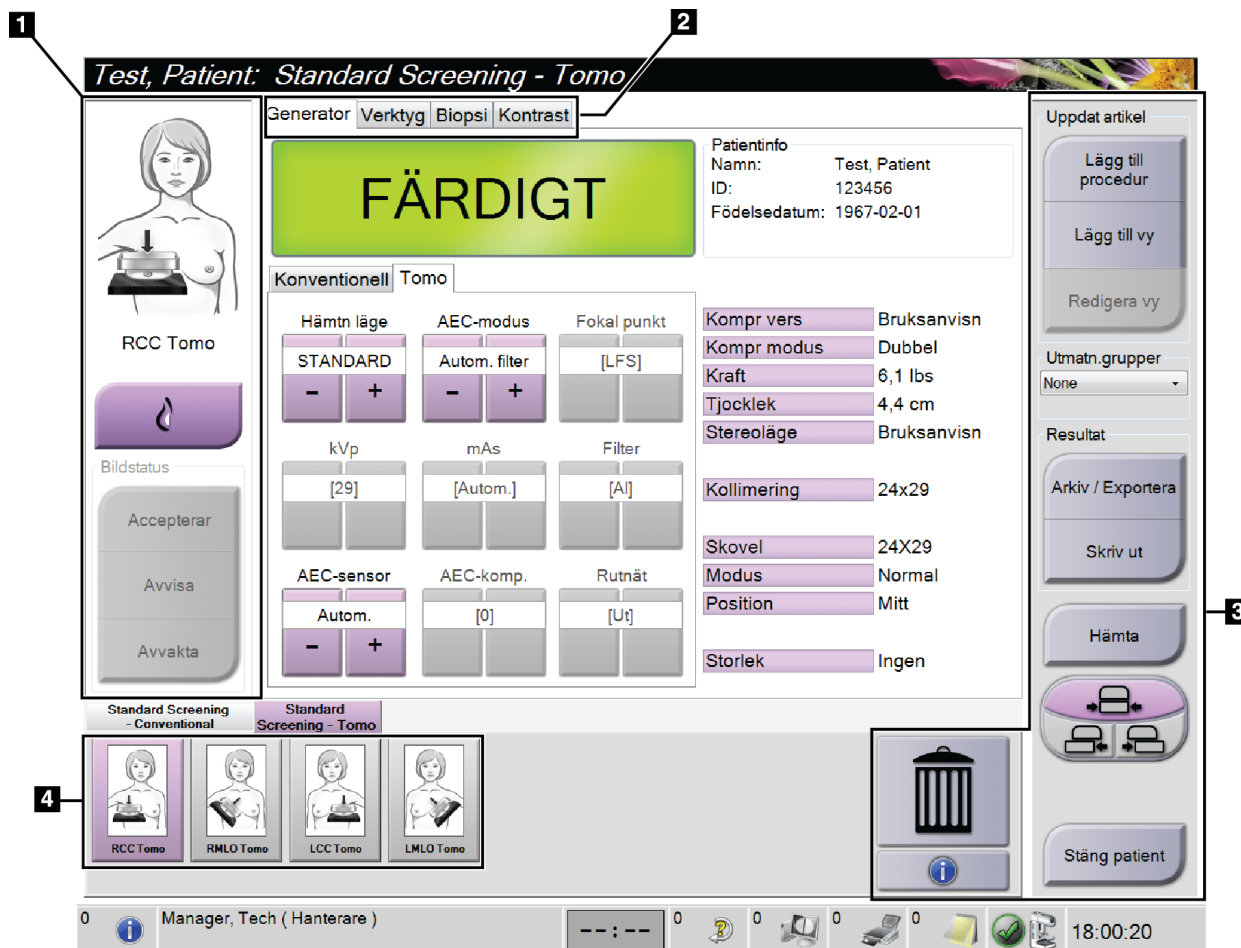 1
2
Test, Patient: Standard Screening - Tomo
Generator Verktyg Biopsi Kontrast
RCC Tomo
Bildstatus
Accepterar
Avvisa
Avvakta
FÄRDIGT
Patientinfo
Namn: Test, Patient
ID: 123456
Födelsedatum: 1967-02-01
Konventionell Tomo
Hämtn läge AEC-modus Fokal punkt
STANDARD Autom. filter [LFS]
- + - +
kVp mAs Filter
[29] [Autom.] [Al]
AEC-sensor AEC-komp. Rutnät
Autom. [0] [Ut]
- +
Kompr vers Bruksanvisn
Kompr modus Dubbel
Kraft 6,1 lbs
Tjocklek 4,4 cm
Stereoläge Bruksanvisn
Kollimering 24x29
Skovel 24X29
Modus Normal
Position Mitt
Storlek Ingen
Uppdat artikel
Lägg till
procedur
Lägg till vy
Redigera vy
Utmatn.grupper
None
Resultat
Arkiv / Exportera
Skriv ut
3
Hämta
Stäng patient
Standard Screening
- Conventional
Standard
Screening - Tomo
4
RCC Tomo RMLO Tomo LCC Tomo LMLO Tomo
0 Manager, Tech ( Hanterare ) --:-- 0 0 0 0 18:00:20